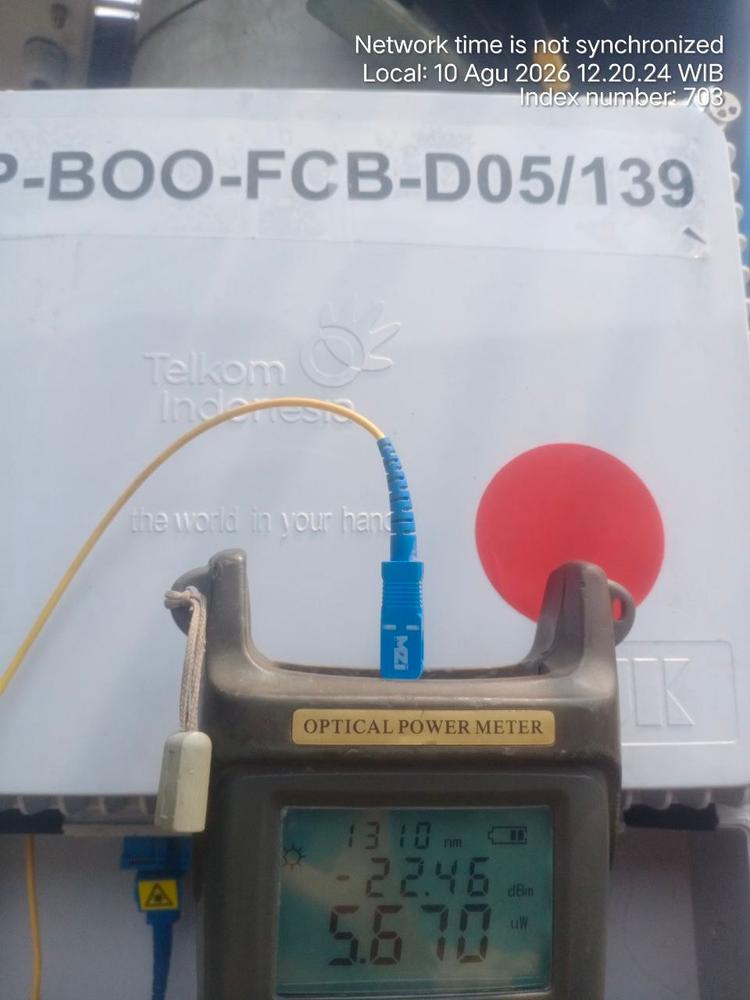 Network time is not synchronized
Local: 10 Agu 2026 12.20.24 WIB
Index number: 703
P-BOO-FCB-D05/139
Telkom
Indonesia
the world in your hand
MZi
OPTICAL POWER METER
1310 nm
-22.46 dBm
5.670 uW